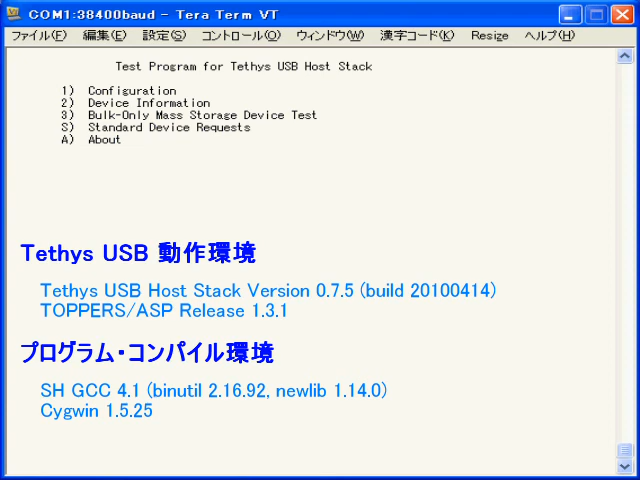 COM1:38400baud - Tera Term VT
ファイル(F) 編集(E) 設定(S) コントロール(O) ウィンドウ(W) 漢字コード(K) Resize ヘルプ(H)
Test Program for Tethys USB Host Stack
1) Configuration
2) Device Information
3) Bulk-Only Mass Storage Device Test
S) Standard Device Requests
A) About
Tethys USB 動作環境
Tethys USB Host Stack Version 0.7.5 (build 20100414)
TOPPERS/ASP Release 1.3.1
プログラム・コンパイル環境
SH GCC 4.1 (binutil 2.16.92, newlib 1.14.0)
Cygwin 1.5.25